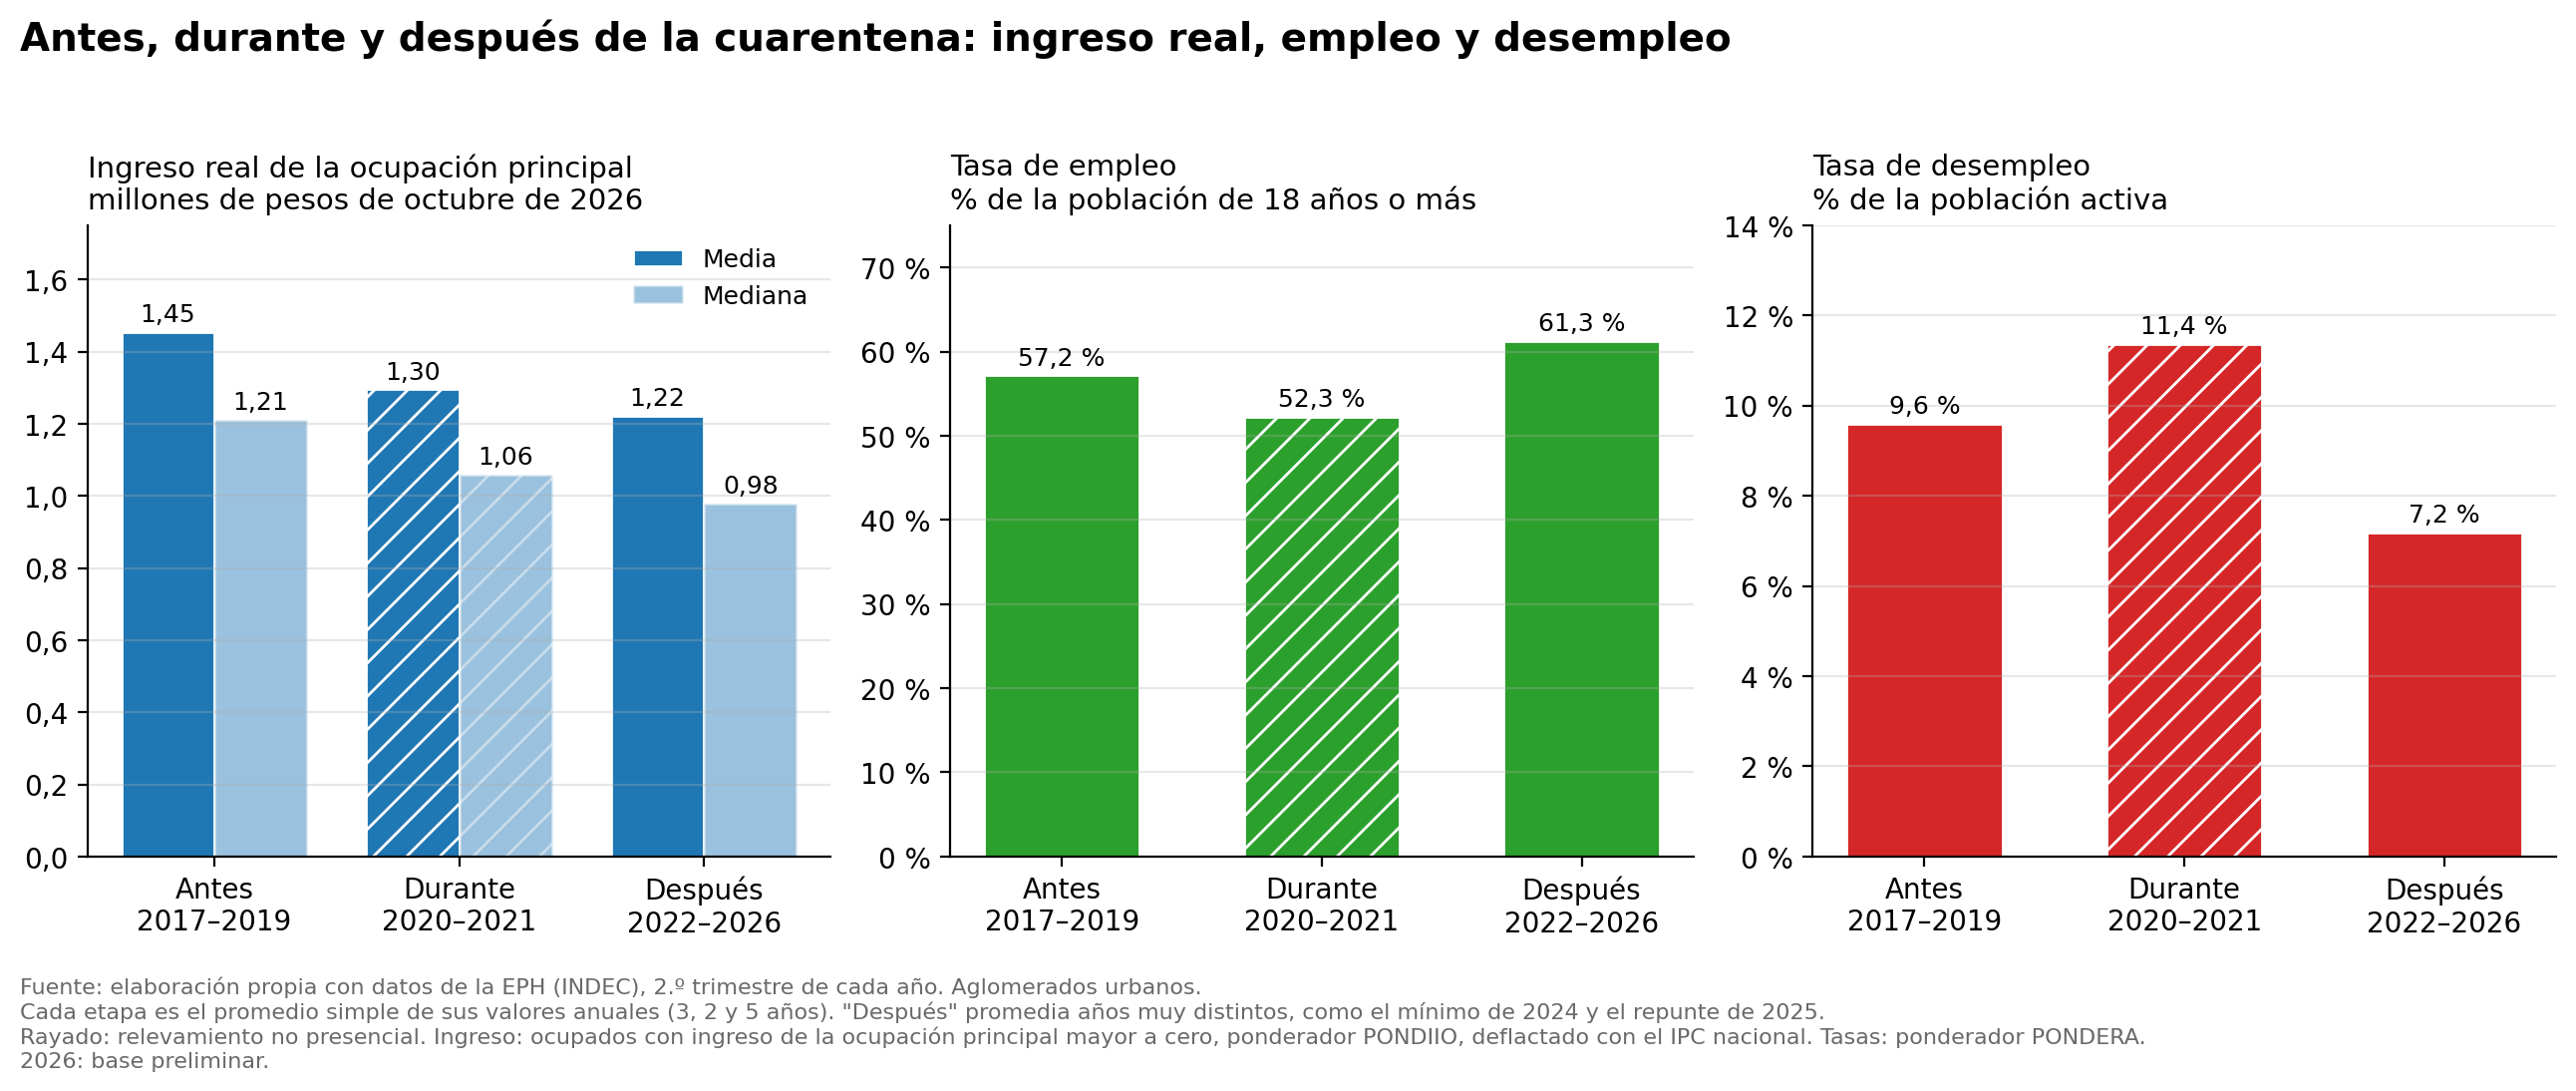 Antes, durante y después de la cuarentena: ingreso real, empleo y desempleo
Ingreso real de la ocupación principal
millones de pesos de octubre de 2026
1,6
1,4
1,2
1,0
0,8
0,6
0,4
0,2
0,0
Media
Mediana
1,45
1,21
1,30
1,06
1,22
0,98
Antes
2017–2019
Durante
2020–2021
Después
2022–2026
Tasa de empleo
% de la población de 18 años o más
70 %
60 %
50 %
40 %
30 %
20 %
10 %
0 %
57,2 %
52,3 %
61,3 %
Antes
2017–2019
Durante
2020–2021
Después
2022–2026
Tasa de desempleo
% de la población activa
14 %
12 %
10 %
8 %
6 %
4 %
2 %
0 %
9,6 %
11,4 %
7,2 %
Antes
2017–2019
Durante
2020–2021
Después
2022–2026
Fuente: elaboración propia con datos de la EPH (INDEC), 2.º trimestre de cada año. Aglomerados urbanos.
Cada etapa es el promedio simple de sus valores anuales (3, 2 y 5 años). "Después" promedia años muy distintos, como el mínimo de 2024 y el repunte de 2025.
Rayado: relevamiento no presencial. Ingreso: ocupados con ingreso de la ocupación principal mayor a cero, ponderador PONDIIO, deflactado con el IPC nacional. Tasas: ponderador PONDERA.
2026: base preliminar.